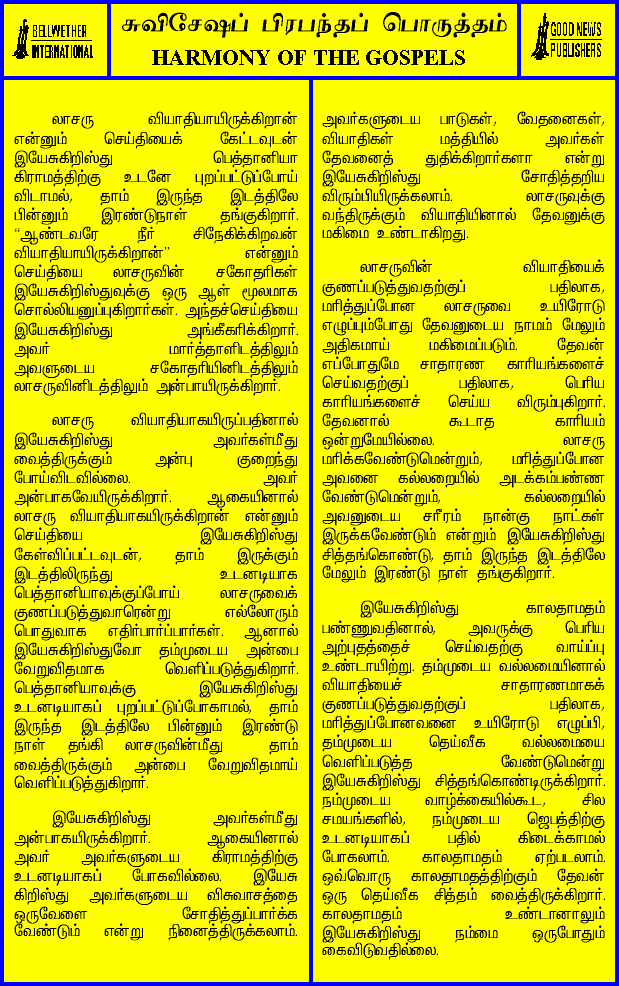 BELLWETHER
INTERNATIONAL
சுவிசேஷப் பிரபந்தப் பொருத்தம்
HARMONY OF THE GOSPELS
GOOD NEWS
PUBLISHERS
லாசரு வியாதியாயிருக்கிறான்
என்னும் செய்தியைக் கேட்டவுடன்
இயேசுகிறிஸ்து பெத்தானியா
கிராமத்திற்கு உடனே புறப்பட்டுப்போய்
விடாமல், தாம் இருந்த இடத்திலே
பின்னும் இரண்டுநாள் தங்குகிறார்.
“ஆண்டவரே நீர் சிநேகிக்கிறவன்
வியாதியாயிருக்கிறான்” என்னும்
செய்தியை லாசருவின் சகோதரிகள்
இயேசுகிறிஸ்துவுக்கு ஒரு ஆள் மூலமாக
சொல்லியனுப்புகிறார்கள். அந்தச்செய்தியை
இயேசுகிறிஸ்து அங்கீகரிக்கிறார்.
அவர் மார்த்தாளிடத்திலும்
அவளுடைய சகோதரியினிடத்திலும்
லாசருவினிடத்திலும் அன்பாயிருக்கிறார்.
லாசரு வியாதியாகயிருப்பதினால்
இயேசுகிறிஸ்து அவர்கள்மீது
வைத்திருக்கும் அன்பு குறைந்து
போய்விடவில்லை. அவர்
அன்பாகவேயிருக்கிறார். ஆகையினால்
லாசரு வியாதியாகயிருக்கிறான் என்னும்
செய்தியை இயேசுகிறிஸ்து
கேள்விப்பட்டவுடன், தாம் இருக்கும்
இடத்திலிருந்து உடனடியாக
பெத்தானியாவுக்குப்போய் லாசருவைக்
குணப்படுத்துவாரென்று எல்லோரும்
பொதுவாக எதிர்பார்ப்பார்கள். ஆனால்
இயேசுகிறிஸ்துவோ தம்முடைய அன்பை
வேறுவிதமாக வெளிப்படுத்துகிறார்.
பெத்தானியாவுக்கு இயேசுகிறிஸ்து
உடனடியாகப் புறப்பட்டுப்போகாமல், தாம்
இருந்த இடத்திலே பின்னும் இரண்டு
நாள் தங்கி லாசருவின்மீது தாம்
வைத்திருக்கும் அன்பை வேறுவிதமாய்
வெளிப்படுத்துகிறார்.
இயேசுகிறிஸ்து அவர்கள்மீது
அன்பாகயிருக்கிறார். ஆகையினால்
அவர் அவர்களுடைய கிராமத்திற்கு
உடனடியாகப் போகவில்லை. இயேசு
கிறிஸ்து அவர்களுடைய விசுவாசத்தை
ஒருவேளை சோதித்துப்பார்க்க
வேண்டும் என்று நினைத்திருக்கலாம்.
அவர்களுடைய பாடுகள், வேதனைகள்,
வியாதிகள் மத்தியில் அவர்கள்
தேவனைத் துதிக்கிறார்களா என்று
இயேசுகிறிஸ்து சோதித்தறிய
விரும்பியிருக்கலாம். லாசருவுக்கு
வந்திருக்கும் வியாதியினால் தேவனுக்கு
மகிமை உண்டாகிறது.
லாசருவின் வியாதியைக்
குணப்படுத்துவதற்குப் பதிலாக,
மரித்துப்போன லாசருவை உயிரோடு
எழுப்பும்போது தேவனுடைய நாமம் மேலும்
அதிகமாய் மகிமைப்படும். தேவன்
எப்போதுமே சாதாரண காரியங்களைச்
செய்வதற்குப் பதிலாக, பெரிய
காரியங்களைச் செய்ய விரும்புகிறார்.
தேவனால் கூடாத காரியம்
ஒன்றுமேயில்லை. லாசரு
மரிக்கவேண்டுமென்றும், மரித்துப்போன
அவனை கல்லறையில் அடக்கம்பண்ண
வேண்டுமென்றும், கல்லறையில்
அவனுடைய சரீரம் நான்கு நாட்கள்
இருக்கவேண்டும் என்றும் இயேசுகிறிஸ்து
சித்தங்கொண்டு, தாம் இருந்த இடத்திலே
மேலும் இரண்டு நாள் தங்குகிறார்.
இயேசுகிறிஸ்து காலதாமதம்
பண்ணுவதினால், அவருக்கு பெரிய
அற்புதத்தைச் செய்வதற்கு வாய்ப்பு
உண்டாயிற்று. தம்முடைய வல்லமையினால்
வியாதியைச் சாதாரணமாகக்
குணப்படுத்துவதற்குப் பதிலாக,
மரித்துப்போனவனை உயிரோடு எழுப்பி,
தம்முடைய தெய்வீக வல்லமையை
வெளிப்படுத்த வேண்டுமென்று
இயேசுகிறிஸ்து சித்தங்கொண்டிருக்கிறார்.
நம்முடைய வாழ்க்கையில்கூட, சில
சமயங்களில், நம்முடைய ஜெபத்திற்கு
உடனடியாகப் பதில் கிடைக்காமல்
போகலாம். காலதாமதம் ஏற்படலாம்.
ஒவ்வொரு காலதாமதத்திற்கும் தேவன்
ஒரு தெய்வீக சித்தம் வைத்திருக்கிறார்.
காலதாமதம் உண்டானாலும்
இயேசுகிறிஸ்து நம்மை ஒருபோதும்
கைவிடுவதில்லை.